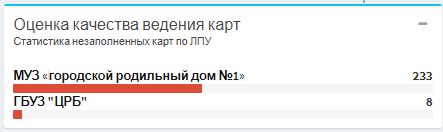 Оценка качества ведения карт
Статистика незаполненных карт по ЛПУ
МУЗ «городской родильный дом №1» 233
ГБУЗ "ЦРБ" 8